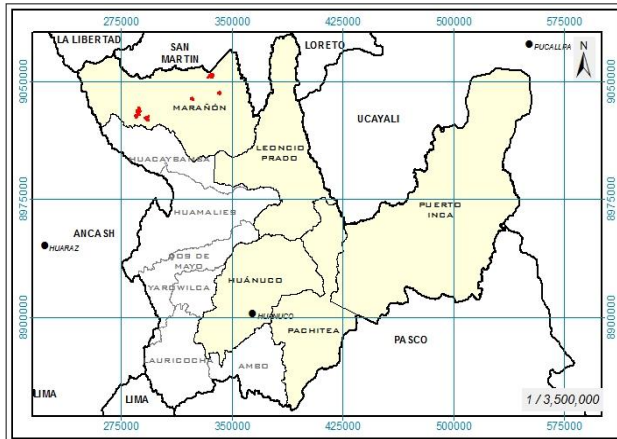 275000 350000 425000 500000 575000
LA LIBERTAD
SAN
MARTIN
LORETO
PUCALLPA
N
9050000
9050000
MARAÑÓN
UCAYALI
LEONCIO
PRADO
HUACAYBAMBA
8975000
8975000
PUERTO
INCA
HUAMALIES
ANCASH
HUARAZ
DOS DE
MAYO
YAROWILCA
HUÁNUCO
HUÁNUCO
8900000
8900000
PACHITEA
PASCO
LAURICOCHA
AMBO
LIMA
LIMA
1 / 3,500,000
275000 350000 425000 500000 575000